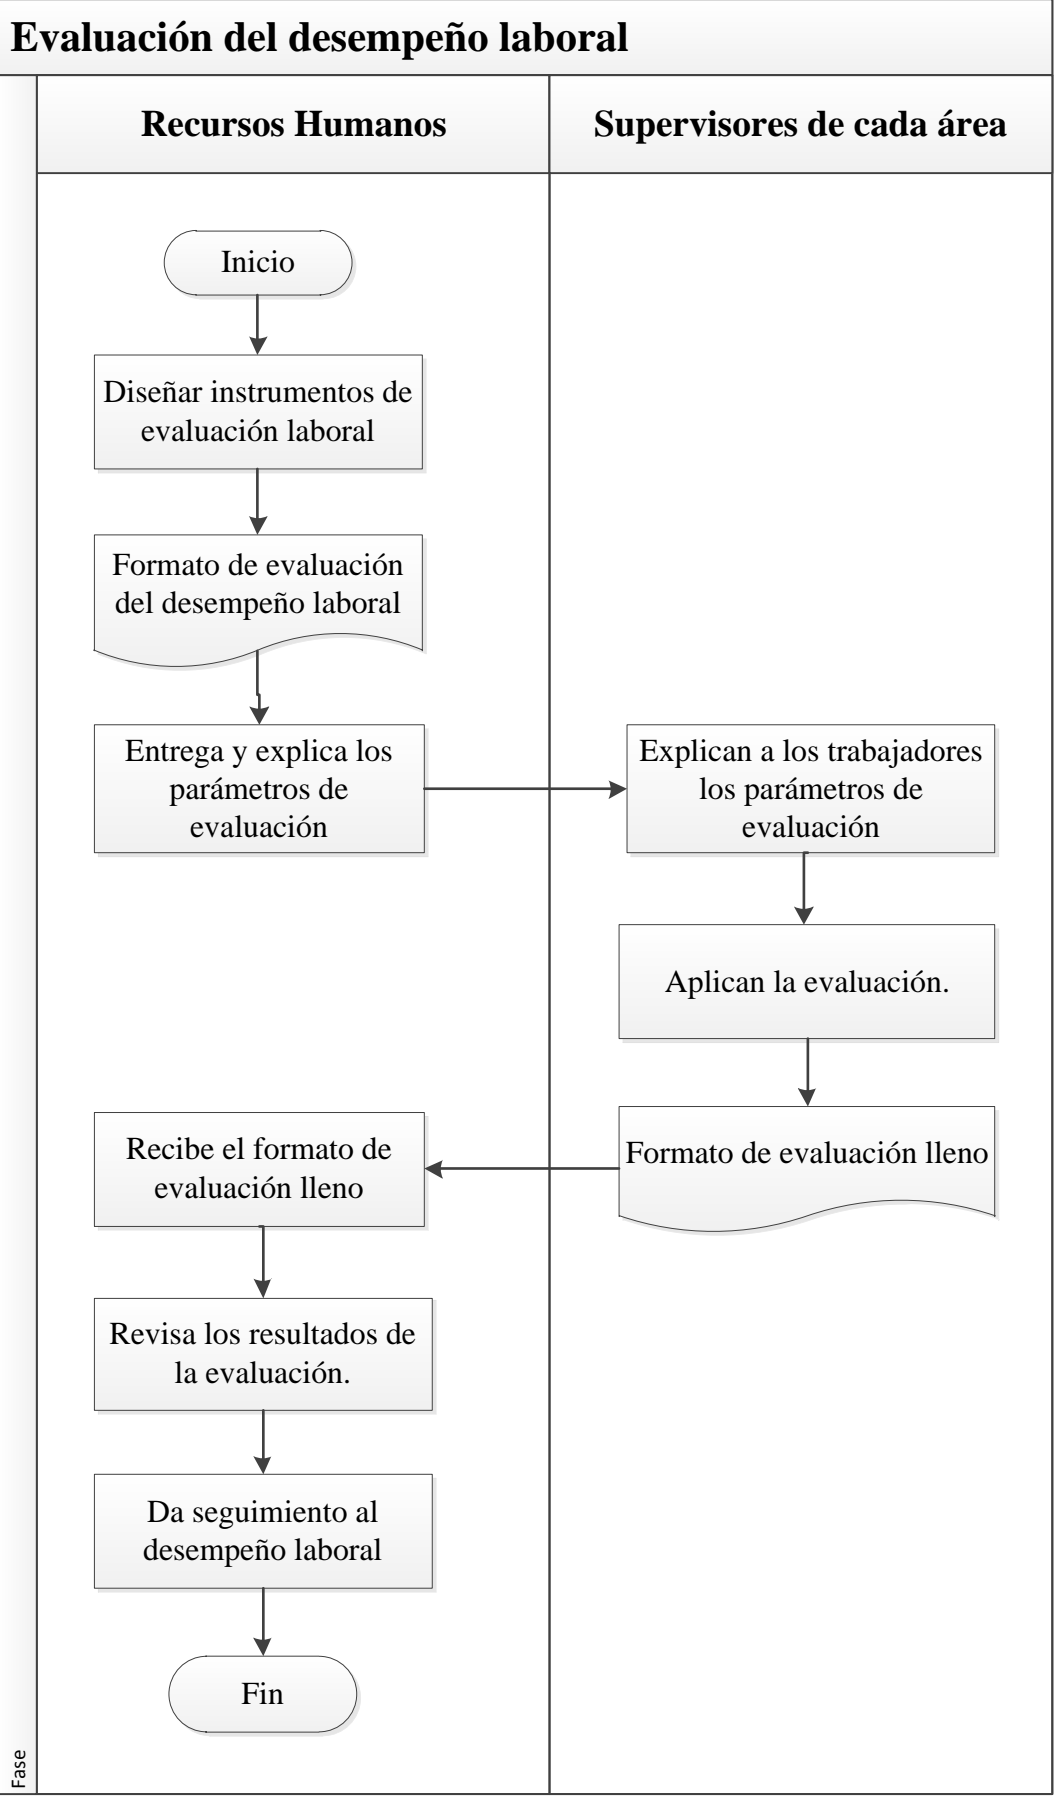 Evaluación del desempeño laboral
Recursos Humanos
Supervisores de cada área
Inicio
Diseñar instrumentos de
evaluación laboral
Formato de evaluación
del desempeño laboral
Entrega y explica los
parámetros de
evaluación
Explican a los trabajadores
los parámetros de
evaluación
Aplican la evaluación.
Formato de evaluación lleno
Recibe el formato de
evaluación lleno
Revisa los resultados de
la evaluación.
Da seguimiento al
desempeño laboral
Fin
Fase